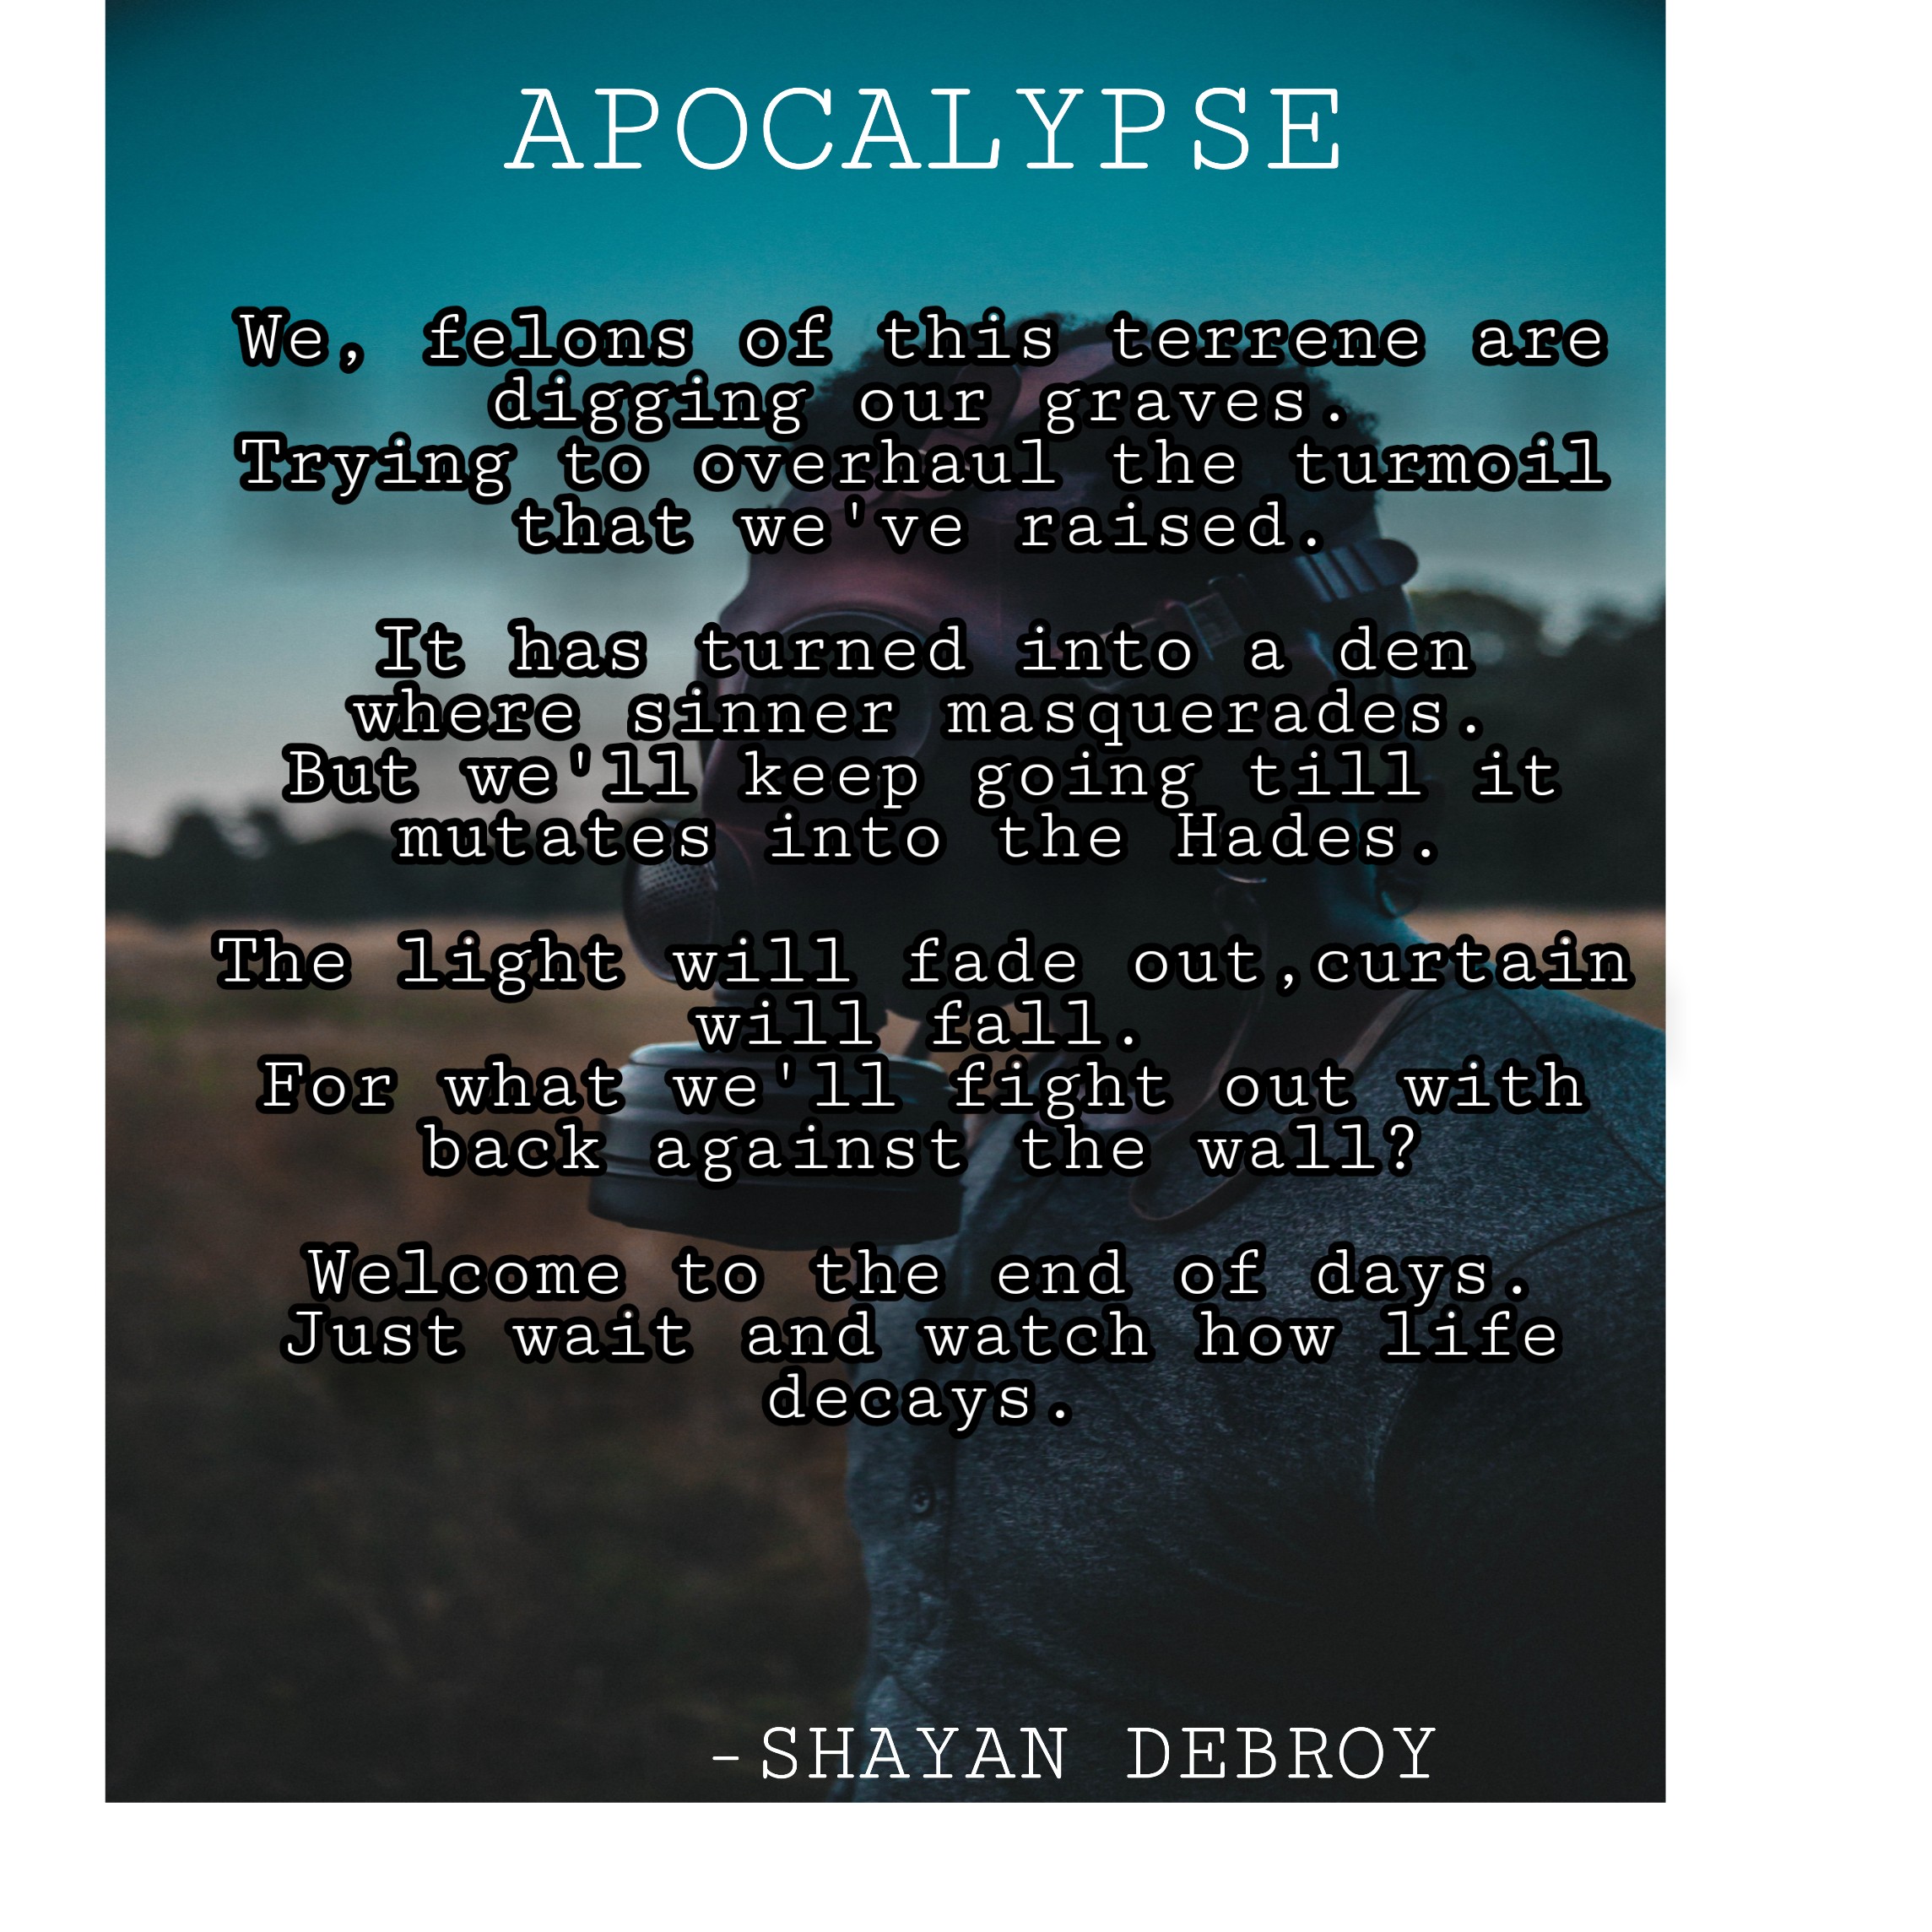 APOCALYPSE
We, felons of this terrene are
digging our graves.
Trying to overhaul the turmoil
that we've raised.
It has turned into a den
where sinner masquerades.
But we'll keep going till it
mutates into the Hades.
The light will fade out,curtain
will fall.
For what we'll fight out with
back against the wall?
Welcome to the end of days.
Just wait and watch how life
decays.
-SHAYAN DEBROY